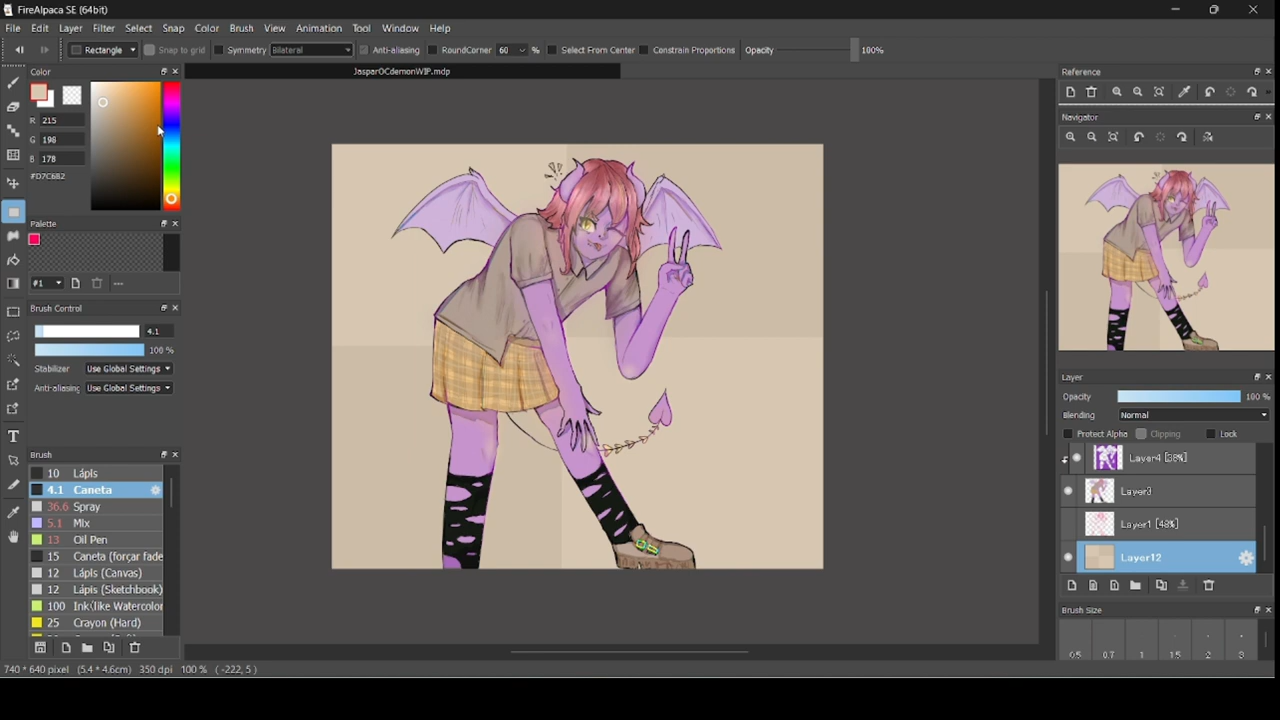 FireAlpaca SE (64bit)
File Edit Layer Filter Select Snap Color Brush View Animation Tool Window Help
Rectangle Snap to grid Symmetry Bilateral Anti-aliasing RoundCorner 60 % Select From Center Constrain Proportions Opacity 100%
Color
JasparOCdemonWIP.mdp
Reference
R 215
G 198
B 178
#D7C6B2
Navigator
Palette
#1
Brush Control
4.1
100 %
Stabilizer Use Global Settings
Anti-aliasing Use Global Settings
Layer
Opacity 100 %
Blending Normal
Protect Alpha Clipping Lock
Layer4 [38%]
Layer3
Layer1 [48%]
Layer12
Brush
10 Lápis
4.1 Caneta
36.6 Spray
5.1 Mix
13 Oil Pen
15 Caneta (forçar fade
12 Lápis (Canvas)
12 Lápis (Sketchbook)
100 Ink-like Watercolor
25 Crayon (Hard)
Brush Size
0.5 0.7 1 1.5 2 3
740 * 640 pixel (5.4 * 4.6cm) 350 dpi 100 % ( -222, 5 )